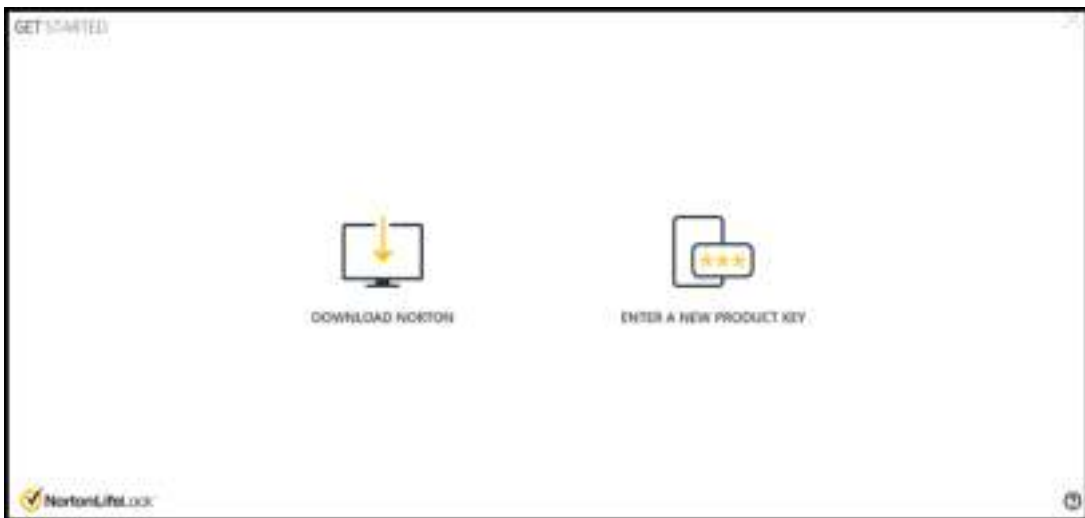 GET STARTED
DOWNLOAD NORTON
ENTER A NEW PRODUCT KEY
NortonLifeLock